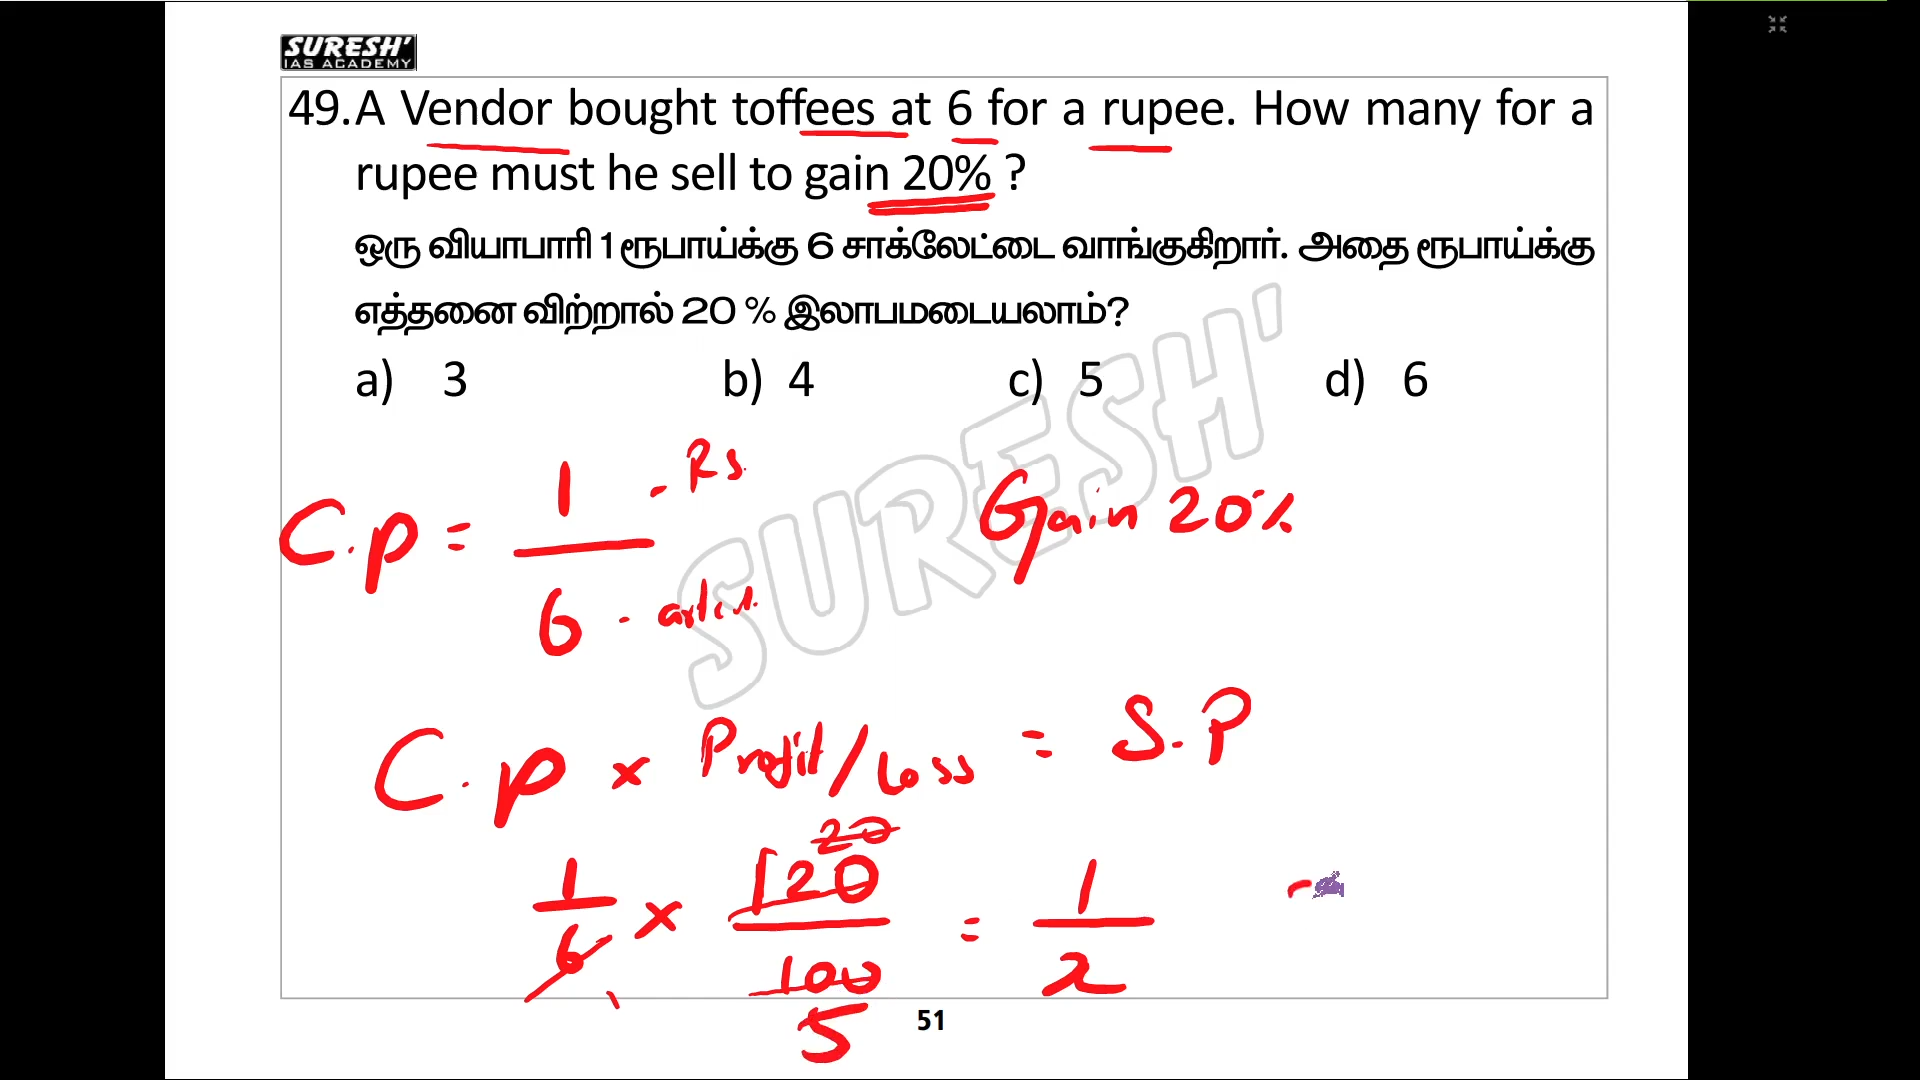 SURESH'
IAS ACADEMY
49. A Vendor bought toffees at 6 for a rupee. How many for a
rupee must he sell to gain 20% ?
ஒரு வியாபாரி 1 ரூபாய்க்கு 6 சாக்லேட்டை வாங்குகிறார். அதை ரூபாய்க்கு
எத்தனை விற்றால் 20 % இலாபமடையலாம்?
a) 3 b) 4 c) 5 d) 6
SURESH'
C.P = 1/6
- Rs.
Gain 20%
C.P × Profit/Loss = S.P
20
1/6 × 120/100 = 1/x
5
51